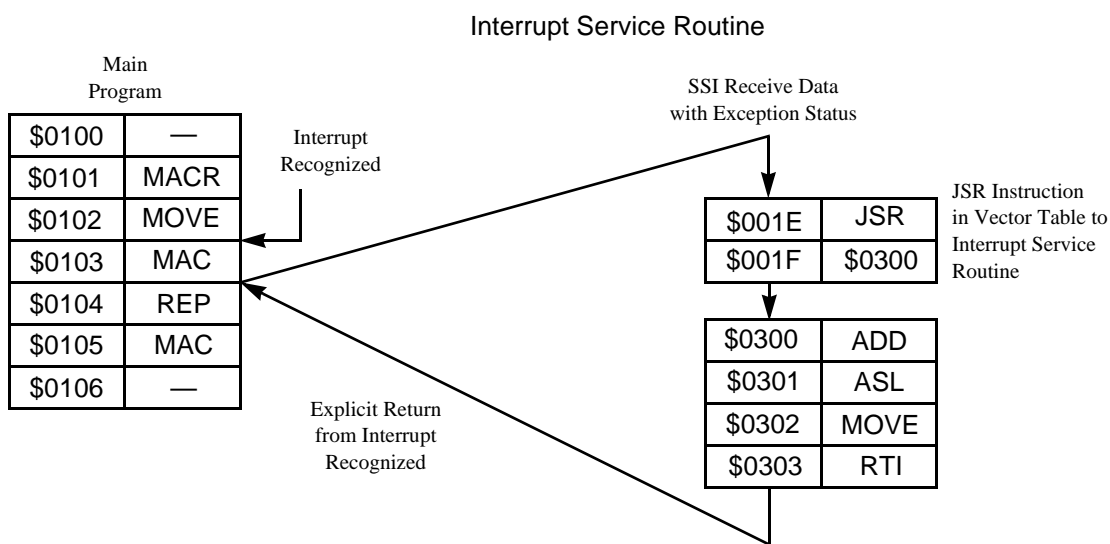 Interrupt Service Routine
Main
Program
$0100 —
$0101 MACR
$0102 MOVE
$0103 MAC
$0104 REP
$0105 MAC
$0106 —
Interrupt
Recognized
SSI Receive Data
with Exception Status
$001E JSR
$001F $0300
JSR Instruction
in Vector Table to
Interrupt Service
Routine
$0300 ADD
$0301 ASL
$0302 MOVE
$0303 RTI
Explicit Return
from Interrupt
Recognized